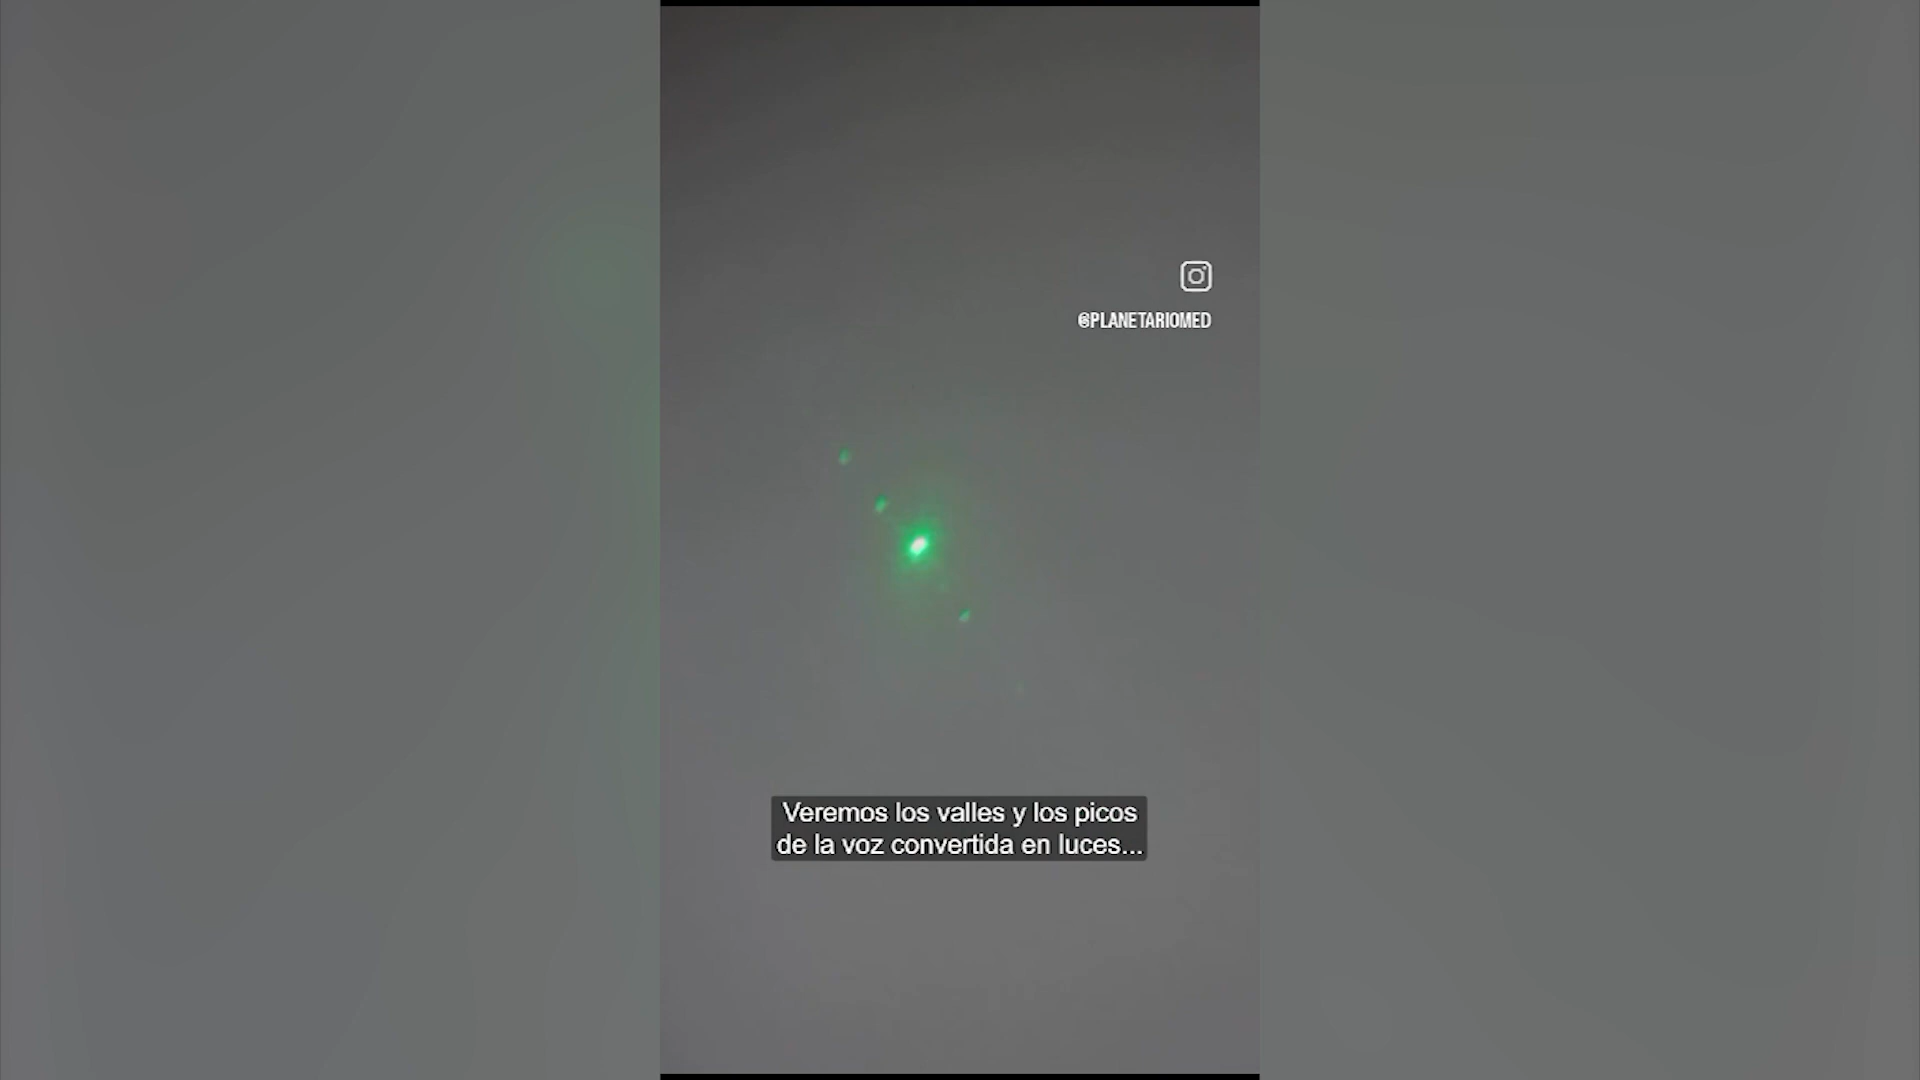 @PLANETARIOMED
Veremos los valles y los picos
de la voz convertida en luces...